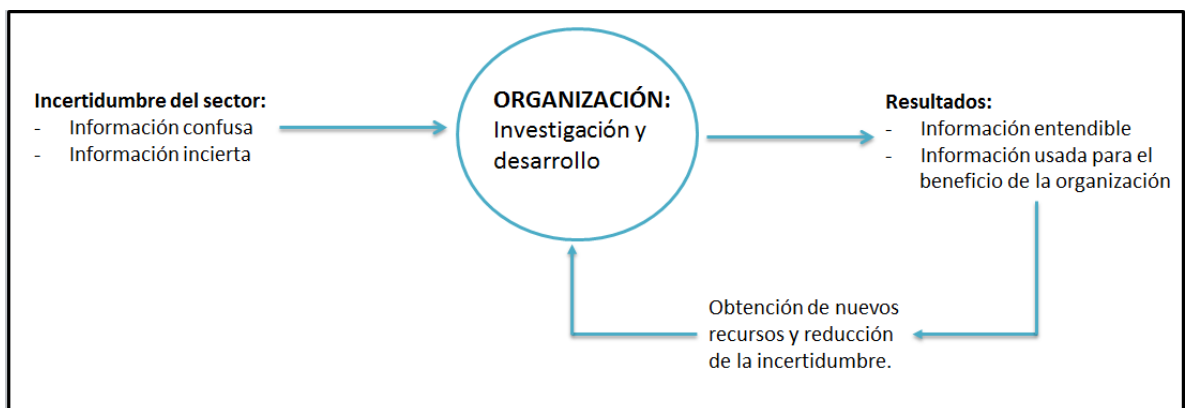 Incertidumbre del sector:
- Información confusa
- Información incierta
ORGANIZACIÓN:
Investigación y
desarrollo
Resultados:
- Información entendible
- Información usada para el
beneficio de la organización
Obtención de nuevos
recursos y reducción
de la incertidumbre.